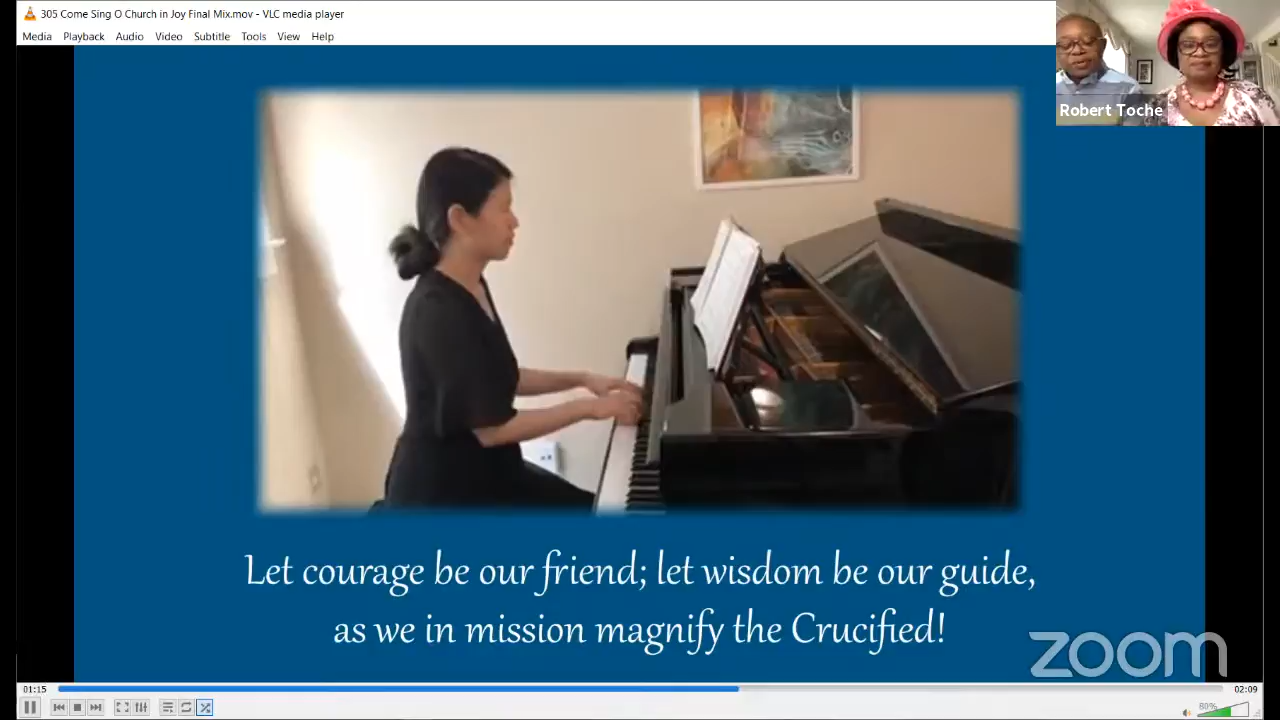 305 Come Sing O Church in Joy Final Mix.mov - VLC media player
Media Playback Audio Video Subtitle Tools View Help
Robert Toche
Let courage be our friend; let wisdom be our guide,
as we in mission magnify the Crucified!
zoom
01:15
02:09
80%